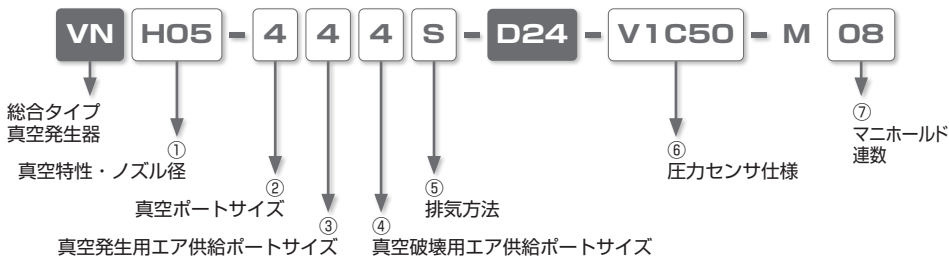 VN H05 - 4 4 4 S - D24 - V1C50 - M 08
総合タイプ
真空発生器
①
真空特性・ノズル径
②
真空ポートサイズ
③
真空発生用エア供給ポートサイズ
④
真空破壊用エア供給ポートサイズ
⑤
排気方法
⑥
圧力センサ仕様
⑦
マニホールド
連数